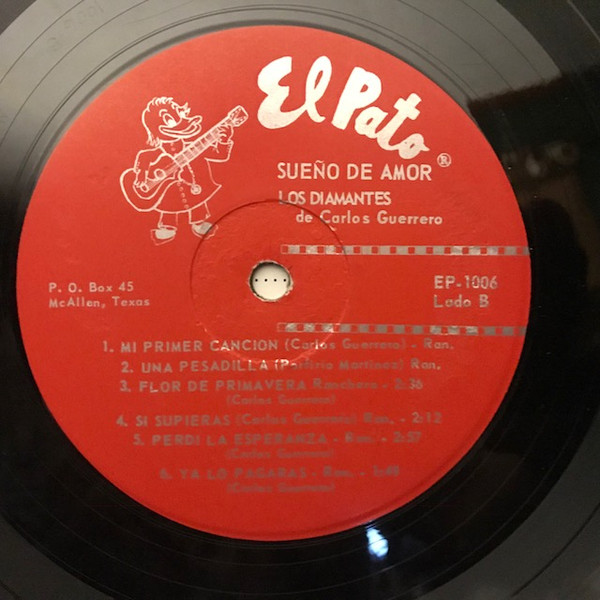 El Pato®
SUEÑO DE AMOR
LOS DIAMANTES
de Carlos Guerrero
P. O. Box 45
McAllen, Texas
EP-1006
Lado B
1. MI PRIMER CANCION (Carlos Guerrero) - Ran.
2. UNA PESADILLA (Porfirio Martinez) Ran.
3. FLOR DE PRIMAVERA Ranchera - 2:36
(Carlos Guerrero)
4. SI SUPIERAS (Carlos Guerrero) Ran. - 2:12
5. PERDI LA ESPERANZA - Ran. - 2:57
(Carlos Guerrero)
6. YA LO PAGARAS - Ran. -
(Carlos Guerrero)